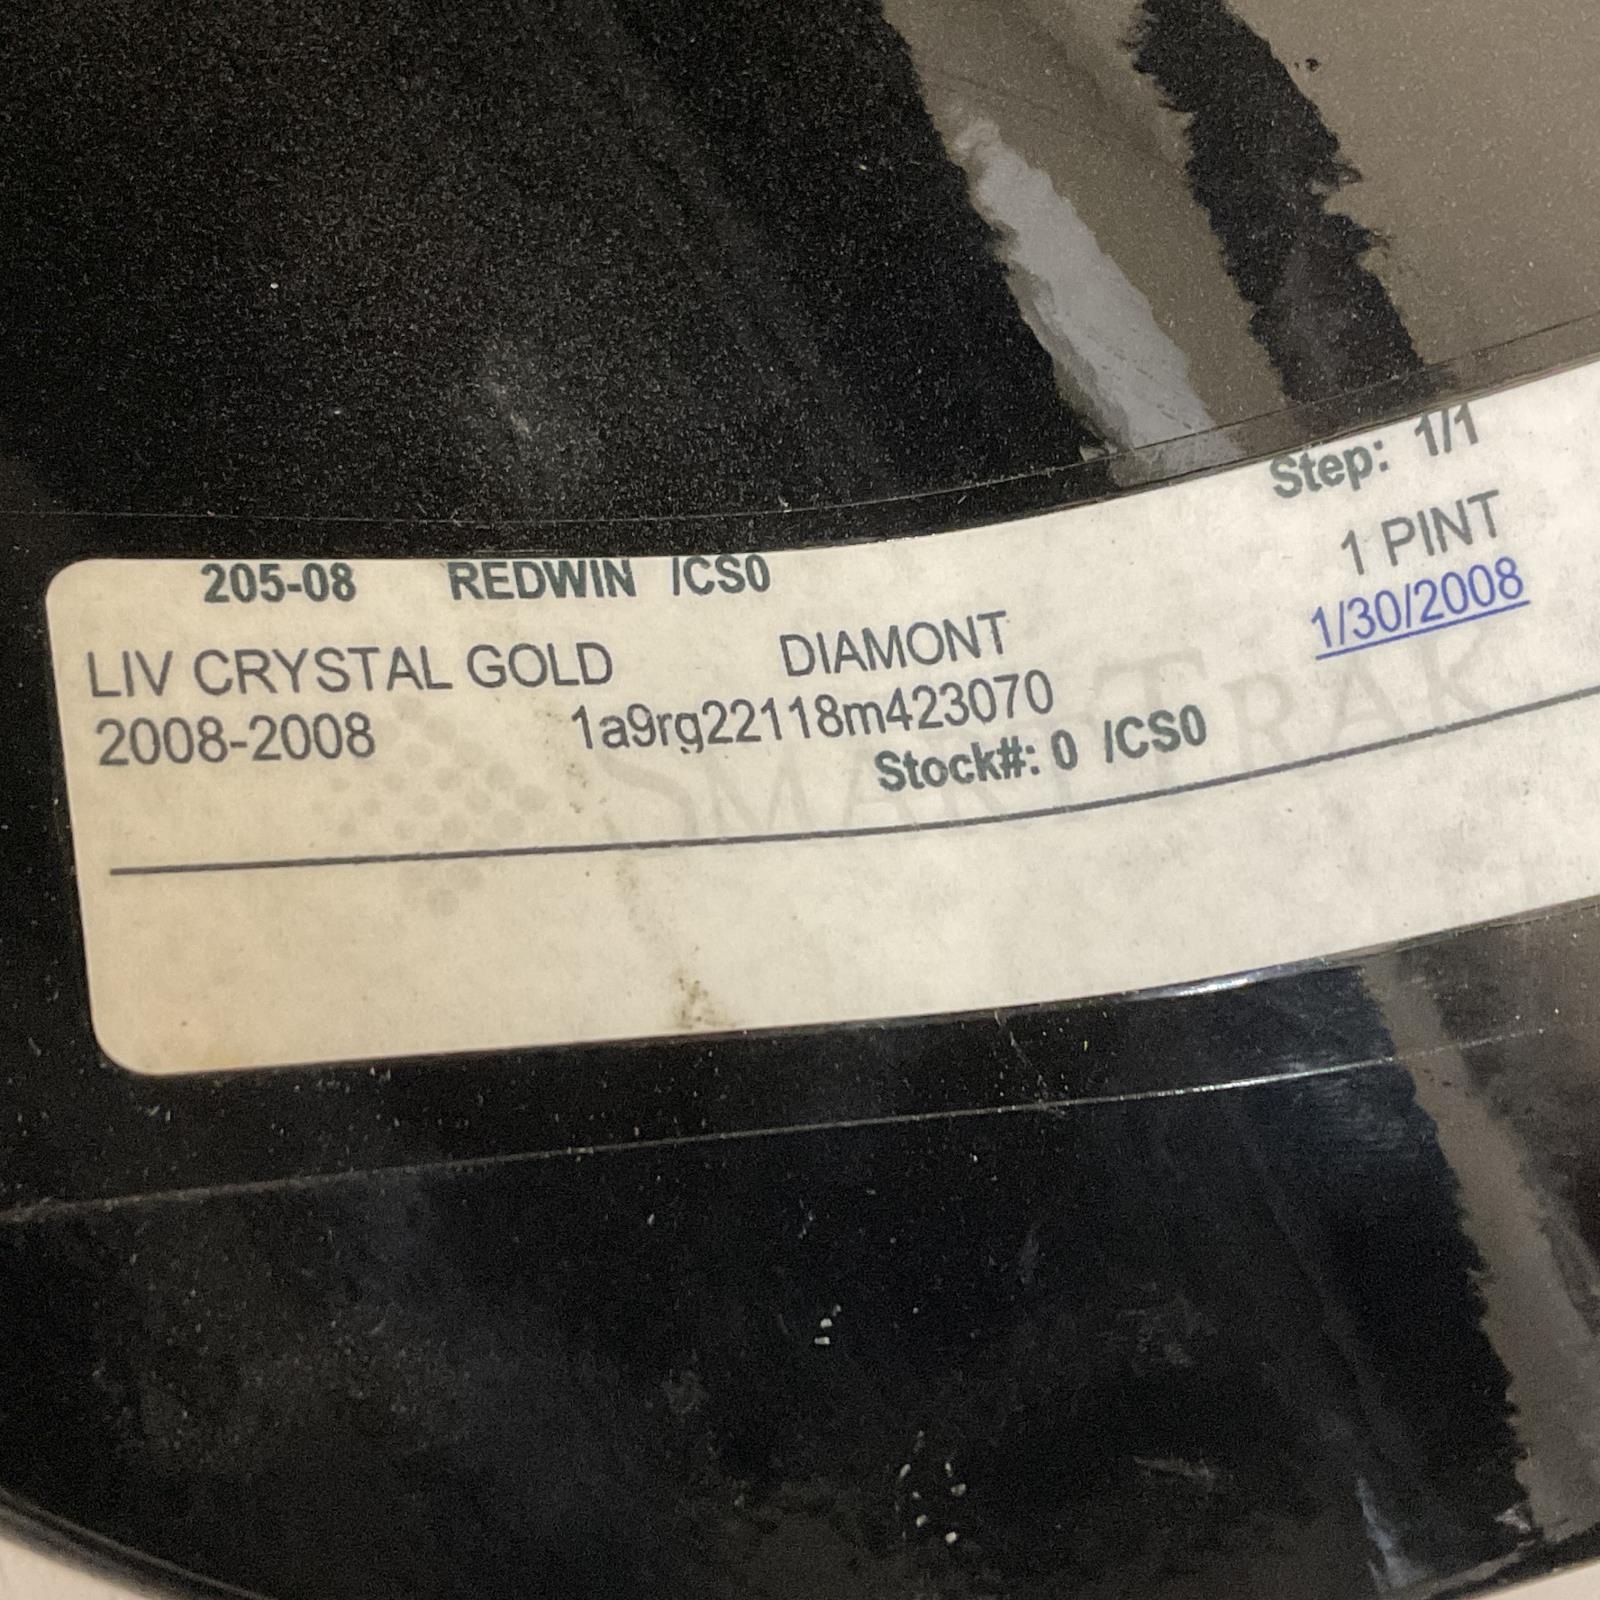 205-08 REDWIN /CS0 Step: 1/1
LIV CRYSTAL GOLD DIAMONT 1 PINT
2008-2008 1a9rg22118m423070 1/30/2008
Stock#: 0 /CS0
SMARTTRAK